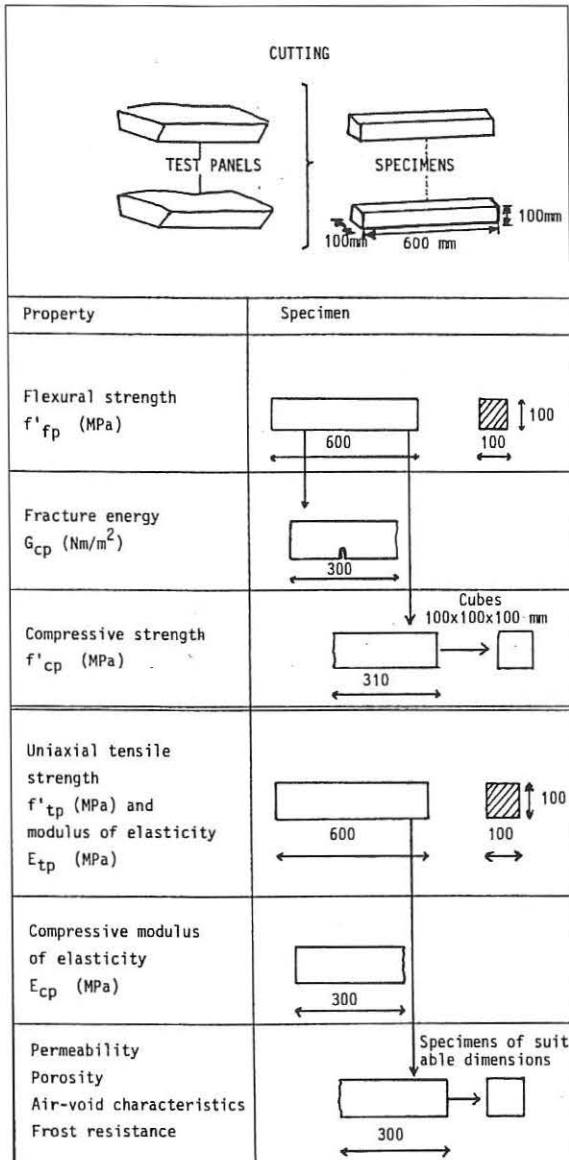 CUTTING
TEST PANELS
SPECIMENS
100mm
100mm
600 mm
Property
Specimen
Flexural strength
f'fp (MPa)
100
600
100
Fracture energy
Gcp (Nm/m²)
300
Cubes
100x100x100 mm
Compressive strength
f'cp (MPa)
310
Uniaxial tensile
strength
f'tp (MPa) and
modulus of elasticity
Etp (MPa)
100
600
100
Compressive modulus
of elasticity
Ecp (MPa)
300
Permeability
Porosity
Air-void characteristics
Frost resistance
Specimens of suit
able dimensions
300